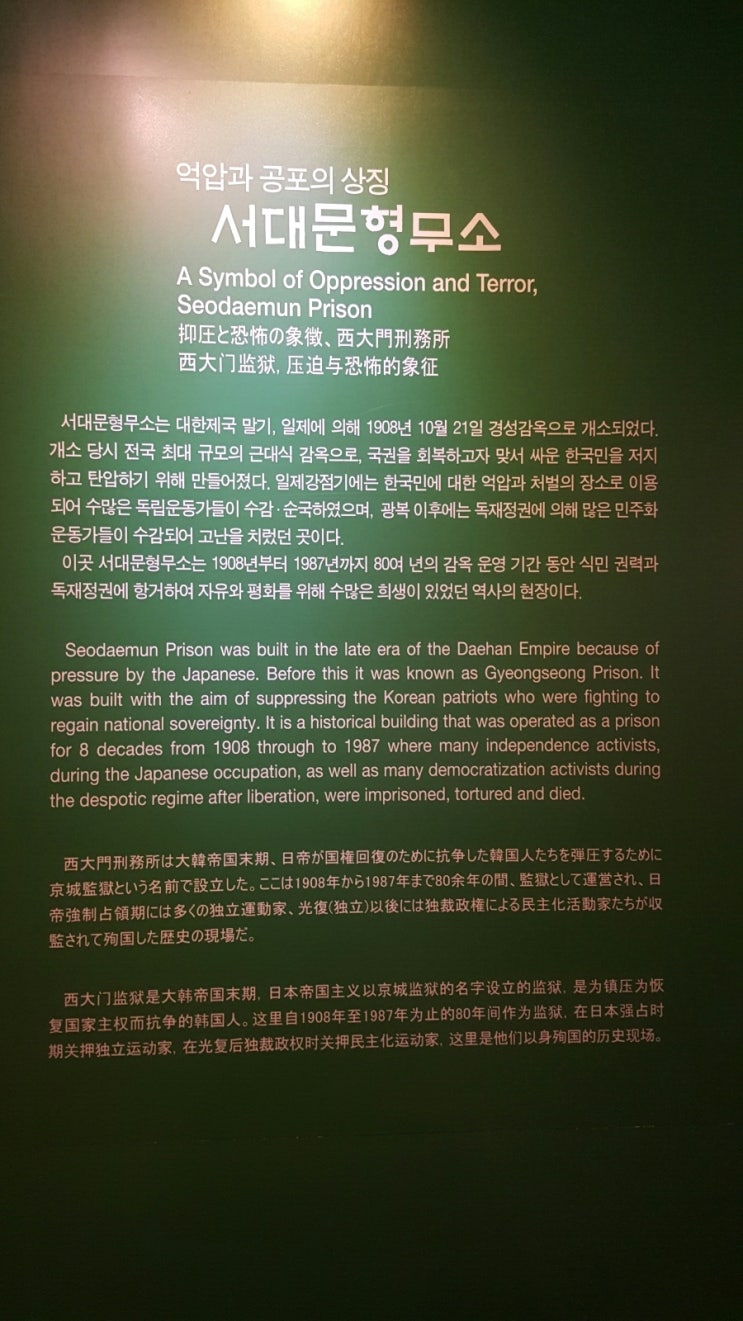 억압과 공포의 상징
서대문형무소
A Symbol of Oppression and Terror,
Seodaemun Prison
抑圧と恐怖の象徴、西大門刑務所
西大门监狱, 压迫与恐怖的象征
서대문형무소는 대한제국 말기, 일제에 의해 1908년 10월 21일 경성감옥으로 개소되었다.
개소 당시 전국 최대 규모의 근대식 감옥으로, 국권을 회복하고자 맞서 싸운 한국민을 저지
하고 탄압하기 위해 만들어졌다. 일제강점기에는 한국민에 대한 억압과 처벌의 장소로 이용
되어 수많은 독립운동가들이 수감·순국하였으며, 광복 이후에는 독재정권에 의해 많은 민주화
운동가들이 수감되어 고난을 치렀던 곳이다.
이곳 서대문형무소는 1908년부터 1987년까지 80여 년의 감옥 운영 기간 동안 식민 권력과
독재정권에 항거하여 자유와 평화를 위해 수많은 희생이 있었던 역사의 현장이다.
Seodaemun Prison was built in the late era of the Daehan Empire because of
pressure by the Japanese. Before this it was known as Gyeongseong Prison. It
was built with the aim of suppressing the Korean patriots who were fighting to
regain national sovereignty. It is a historical building that was operated as a prison
for 8 decades from 1908 through to 1987 where many independence activists,
during the Japanese occupation, as well as many democratization activists during
the despotic regime after liberation, were imprisoned, tortured and died.
西大門刑務所は大韓帝国末期、日帝が国権回復のために抗争した韓国人たちを弾圧するために
京城監獄という名前で設立した。ここは1908年から1987年まで80余年の間、監獄として運営され、日
帝強制占領期には多くの独立運動家、光復(独立)以後には独裁政権による民主化活動家たちが収
監されて殉国した歴史の現場だ。
西大门监狱是大韩帝国末期, 日本帝国主义以京城监狱的名字设立的监狱, 是为镇压为恢
复国家主权而抗争的韩国人。这里自1908年至1987年为止的80年间作为监狱, 在日本强占时
期关押独立运动家, 在光复后独裁政权时关押民主化运动家, 这里是他们以身殉国的历史现场。